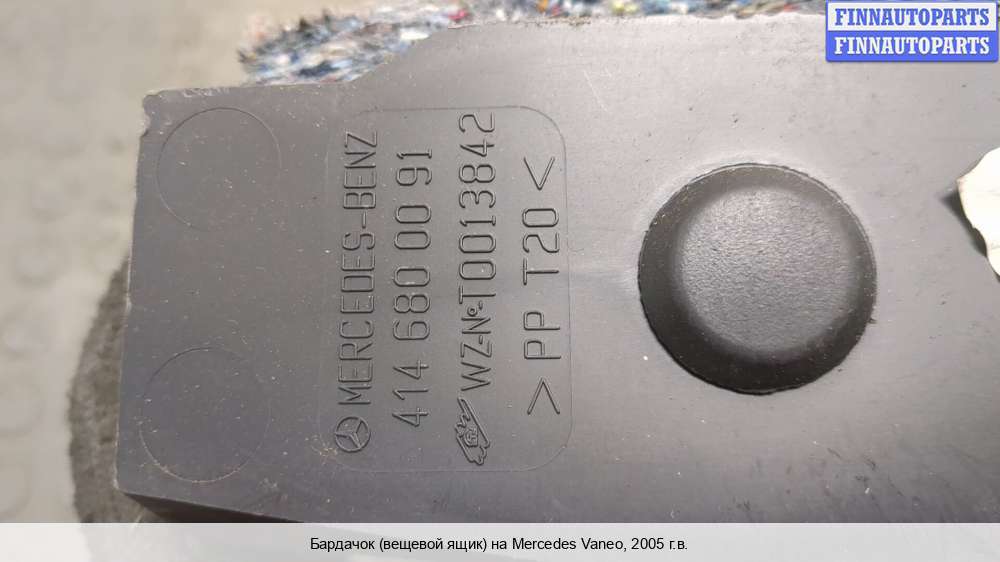 FINNAUTOPARTS
FINNAUTOPARTS
MERCEDES-BENZ
414 680 00 91
WZ-Nº:T0013842
> PP T20 <
Бардачок (вещевой ящик) на Mercedes Vaneo, 2005 г.в.